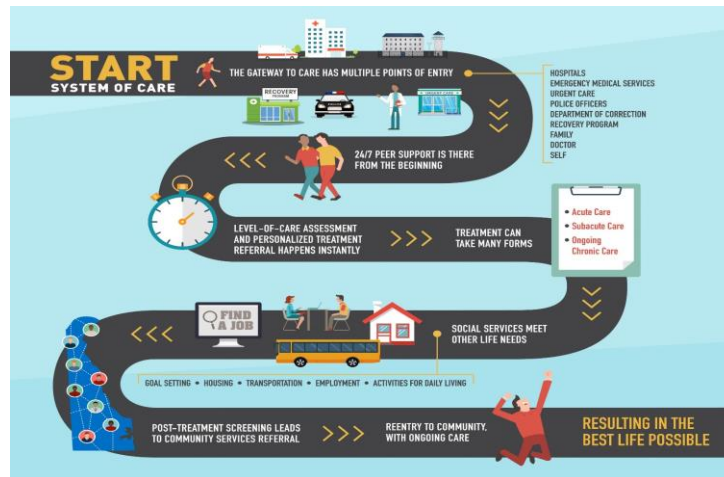 START
SYSTEM OF CARE
THE GATEWAY TO CARE HAS MULTIPLE POINTS OF ENTRY
HOSPITALS
EMERGENCY MEDICAL SERVICES
URGENT CARE
POLICE OFFICERS
DEPARTMENT OF CORRECTION
RECOVERY PROGRAM
FAMILY
DOCTOR
SELF
RECOVERY
PROGRAM
URGENT CARE
24/7 PEER SUPPORT IS THERE
FROM THE BEGINNING
LEVEL-OF-CARE ASSESSMENT
AND PERSONALIZED TREATMENT
REFERRAL HAPPENS INSTANTLY
TREATMENT CAN
TAKE MANY FORMS
• Acute Care
• Subacute Care
• Ongoing
Chronic Care
FIND
A JOB
SOCIAL SERVICES MEET
OTHER LIFE NEEDS
GOAL SETTING • HOUSING • TRANSPORTATION • EMPLOYMENT • ACTIVITIES FOR DAILY LIVING
POST-TREATMENT SCREENING LEADS
TO COMMUNITY SERVICES REFERRAL
REENTRY TO COMMUNITY,
WITH ONGOING CARE
RESULTING IN THE
BEST LIFE POSSIBLE